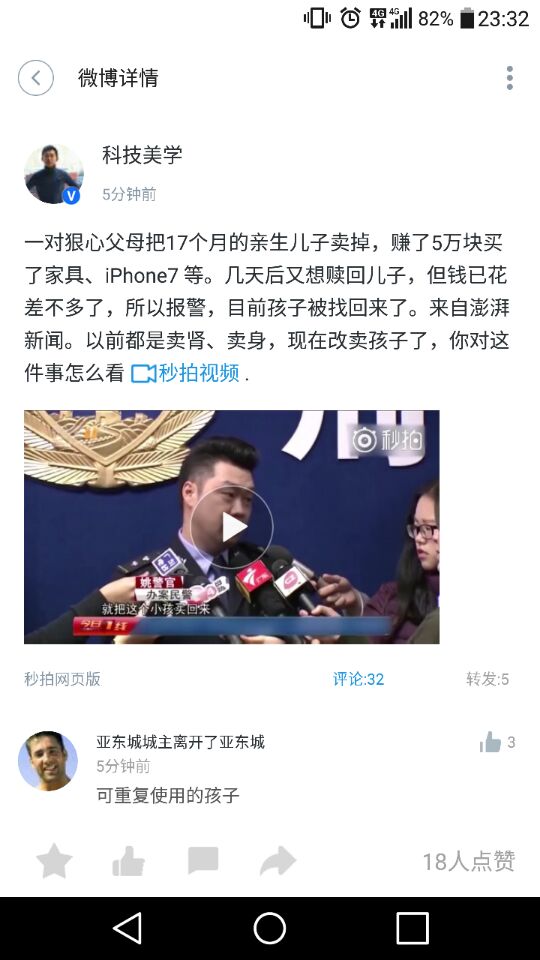 4G 4G 82% 23:32
微博详情
科技美学
V
5分钟前
一对狠心父母把17个月的亲生儿子卖掉，赚了5万块买
了家具、iPhone7 等。几天后又想赎回儿子，但钱已花
差不多了，所以报警，目前孩子被找回来了。来自澎湃
新闻。以前都是卖肾、卖身，现在改卖孩子了，你对这
件事怎么看 秒拍视频 .
秒拍
姚警官
办案民警
就把这个小孩买回来
今日一线
秒拍网页版 评论:32 转发:5
亚东城城主离开了亚东城 3
5分钟前
可重复使用的孩子
18人点赞